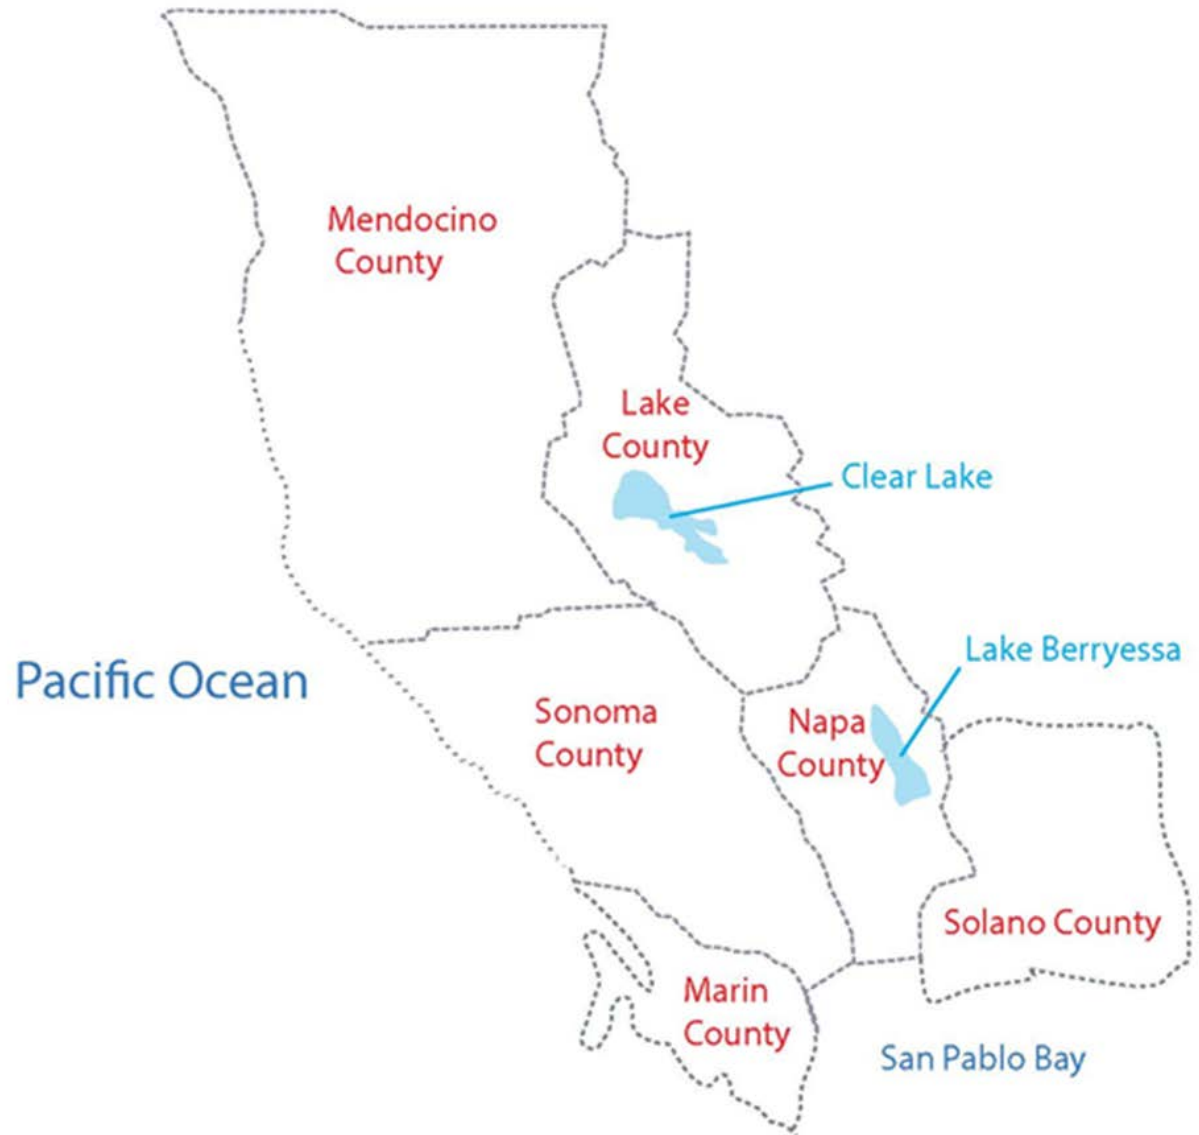 Mendocino
County
Lake
County
Clear Lake
Lake Berryessa
Pacific Ocean
Sonoma
County
Napa
County
Solano County
Marin
County
San Pablo Bay